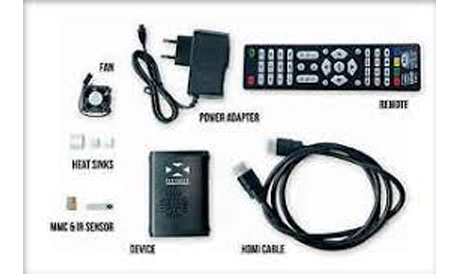 FAN
POWER ADAPTER
REMOTE
HEAT SINKS
MMC & IR SENSOR
DEVICE
HDMI CABLE